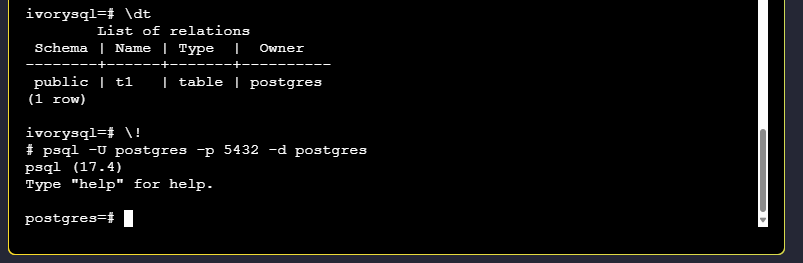 ivorysql=# \dt
List of relations
Schema | Name | Type | Owner
--------+------+-------+----------
public | t1 | table | postgres
(1 row)
ivorysql=# \!
# psql -U postgres -p 5432 -d postgres
psql (17.4)
Type "help" for help.
postgres=#